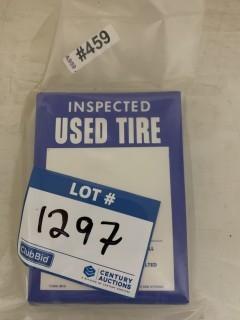 #459
INSPECTED
USED TIRE
LOT #
1297
ClubBid
CENTURY
AUCTIONS